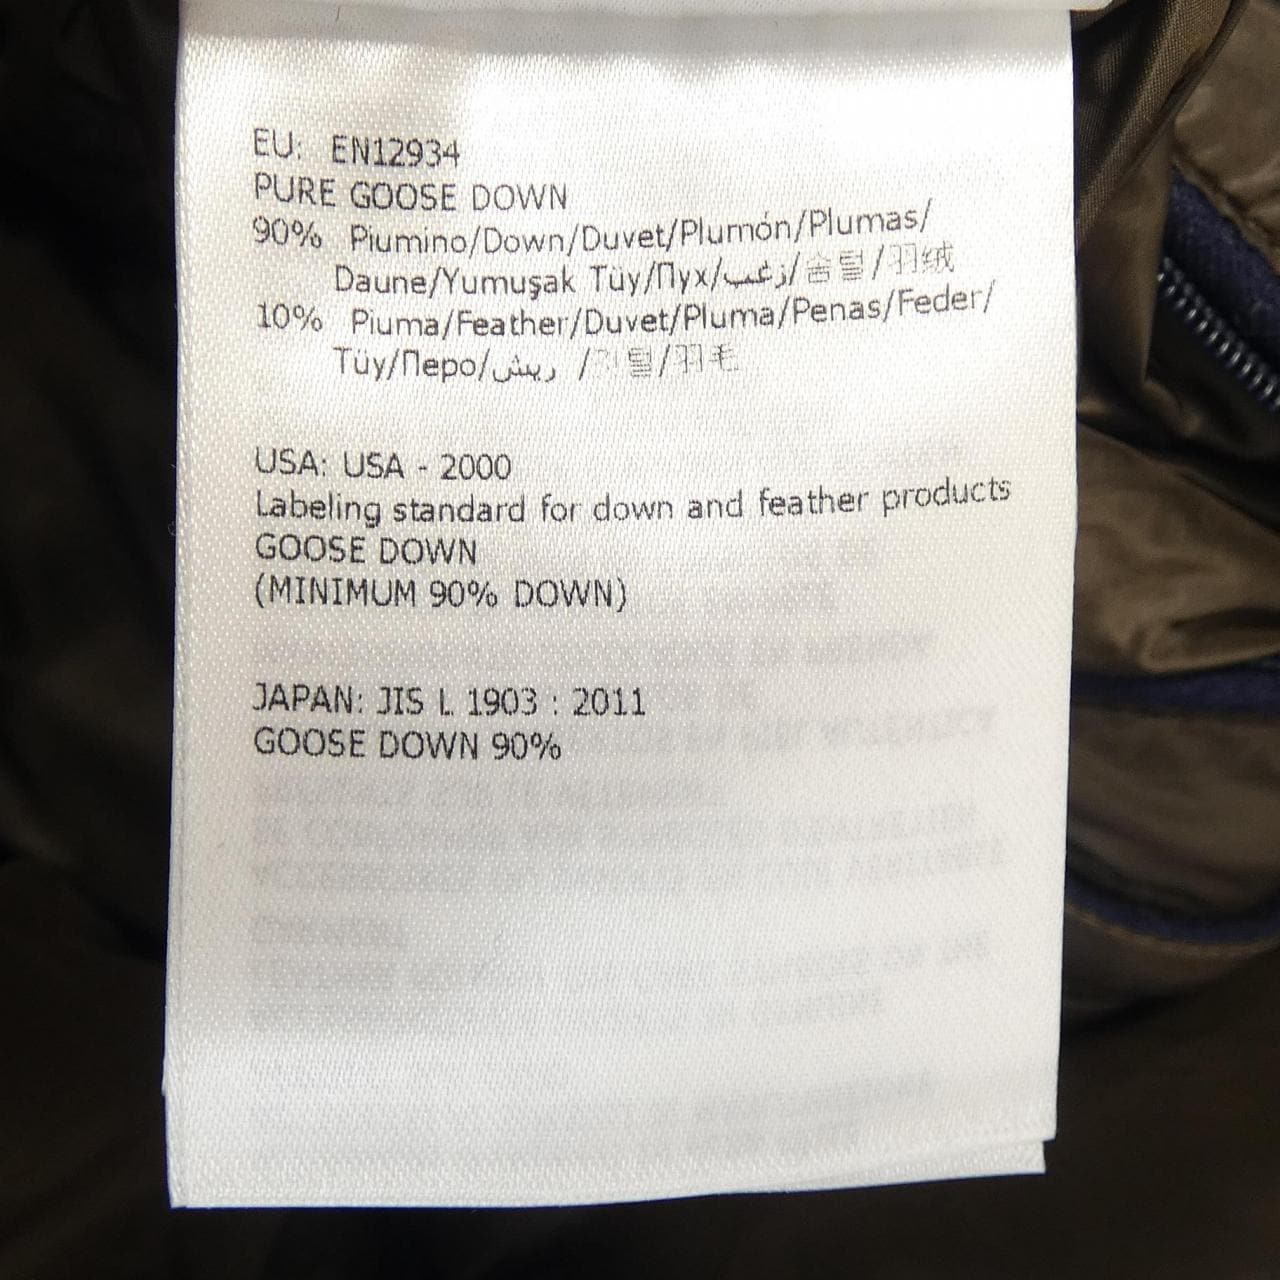 EU: EN12934
PURE GOOSE DOWN
90% Piumino/Down/Duvet/Plumón/Plumas/
Daune/Yumuşak Tüy/Пух/زغب/솜털/羽绒
10% Piuma/Feather/Duvet/Pluma/Penas/Feder/
Tüy/Перо/ريش /깃털/羽毛
USA: USA - 2000
Labeling standard for down and feather products
GOOSE DOWN
(MINIMUM 90% DOWN)
JAPAN: JIS L 1903 : 2011
GOOSE DOWN 90%